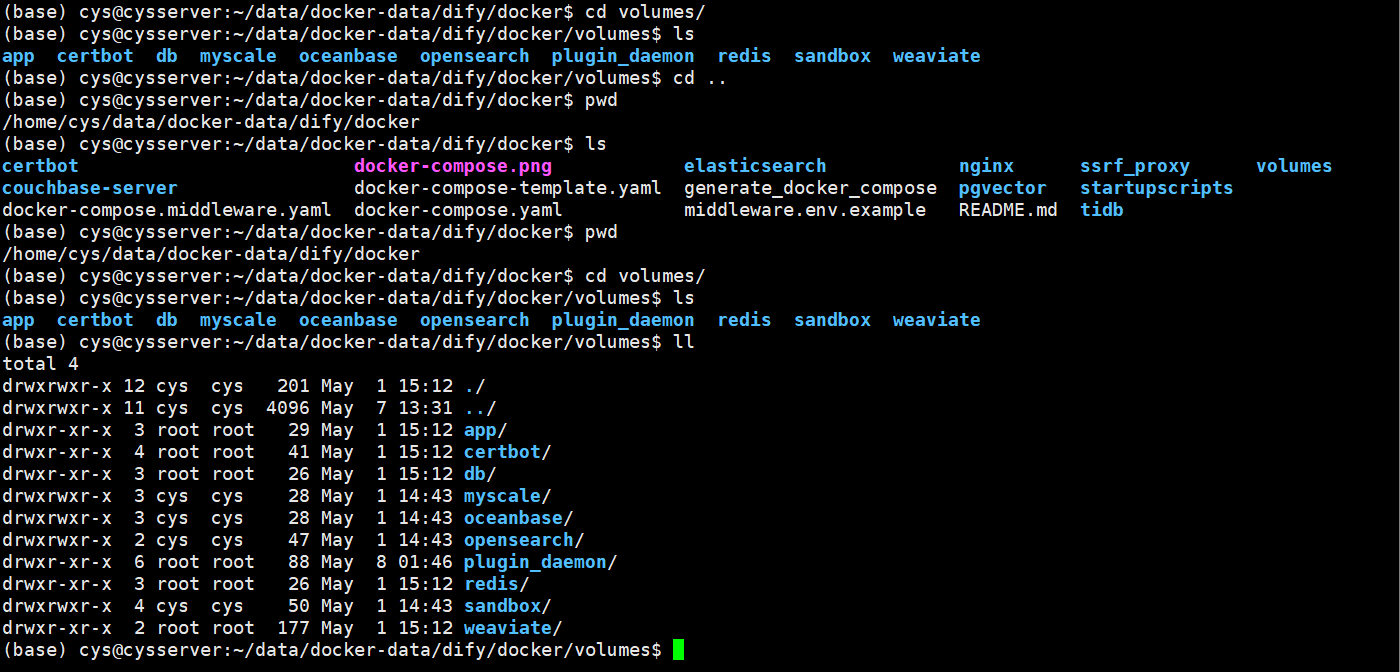 (base) cys@cysserver:~/data/docker-data/dify/docker$ cd volumes/
(base) cys@cysserver:~/data/docker-data/dify/docker/volumes$ ls
app  certbot  db  myscale  oceanbase  opensearch  plugin_daemon  redis  sandbox  weaviate
(base) cys@cysserver:~/data/docker-data/dify/docker/volumes$ cd ..
(base) cys@cysserver:~/data/docker-data/dify/docker$ pwd
/home/cys/data/docker-data/dify/docker
(base) cys@cysserver:~/data/docker-data/dify/docker$ ls
certbot                         docker-compose.png            elasticsearch            nginx     ssrf_proxy      volumes
couchbase-server                docker-compose-template.yaml  generate_docker_compose  pgvector  startupscripts
docker-compose.middleware.yaml  docker-compose.yaml           middleware.env.example   README.md  tidb
(base) cys@cysserver:~/data/docker-data/dify/docker$ pwd
/home/cys/data/docker-data/dify/docker
(base) cys@cysserver:~/data/docker-data/dify/docker$ cd volumes/
(base) cys@cysserver:~/data/docker-data/dify/docker/volumes$ ls
app  certbot  db  myscale  oceanbase  opensearch  plugin_daemon  redis  sandbox  weaviate
(base) cys@cysserver:~/data/docker-data/dify/docker/volumes$ ll
total 4
drwxrwxr-x 12 cys  cys   201 May  1 15:12 ./
drwxrwxr-x 11 cys  cys  4096 May  7 13:31 ../
drwxr-xr-x  3 root root   29 May  1 15:12 app/
drwxr-xr-x  4 root root   41 May  1 15:12 certbot/
drwxr-xr-x  3 root root   26 May  1 15:12 db/
drwxrwxr-x  3 cys  cys    28 May  1 14:43 myscale/
drwxrwxr-x  3 cys  cys    28 May  1 14:43 oceanbase/
drwxrwxr-x  2 cys  cys    47 May  1 14:43 opensearch/
drwxr-xr-x  6 root root   88 May  8 01:46 plugin_daemon/
drwxr-xr-x  3 root root   26 May  1 15:12 redis/
drwxrwxr-x  4 cys  cys    50 May  1 14:43 sandbox/
drwxr-xr-x  2 root root  177 May  1 15:12 weaviate/
(base) cys@cysserver:~/data/docker-data/dify/docker/volumes$